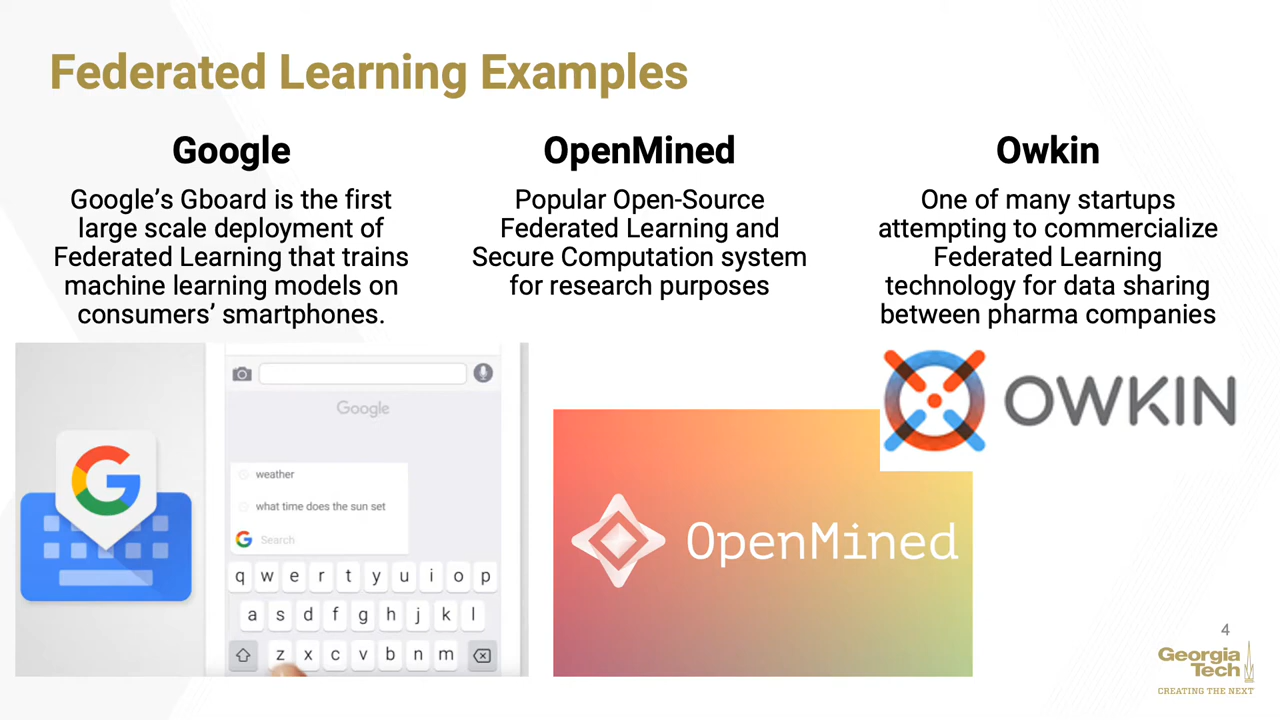 Federated Learning Examples
Google
Google’s Gboard is the first
large scale deployment of
Federated Learning that trains
machine learning models on
consumers’ smartphones.
OpenMined
Popular Open-Source
Federated Learning and
Secure Computation system
for research purposes
Owkin
One of many startups
attempting to commercialize
Federated Learning
technology for data sharing
between pharma companies
G
Google
weather
what time does the sun set
G Search
q w e r t y u i o p
a s d f g h j k l
z x c v b n m
OpenMined
OWKIN
4
Georgia
Tech
CREATING THE NEXT